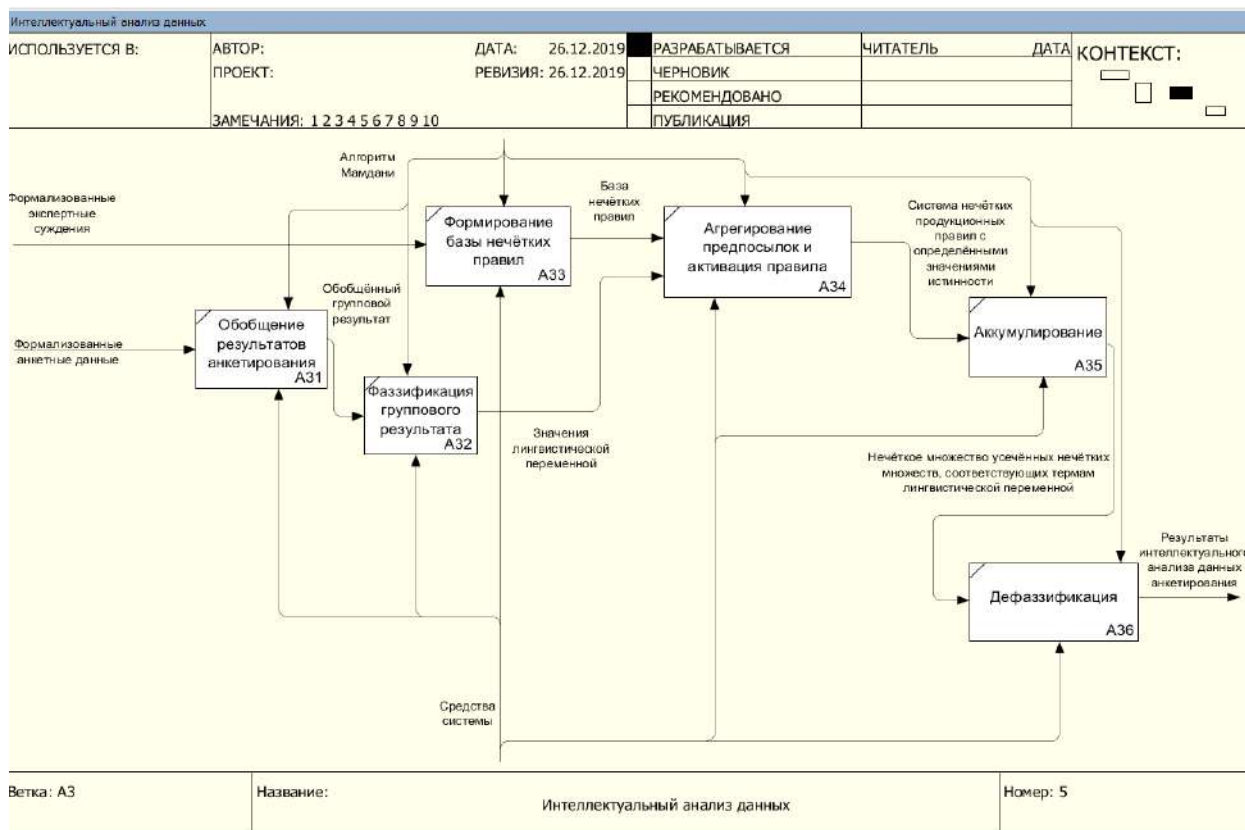 Интеллектуальный анализ данных
ИСПОЛЬЗУЕТСЯ В:
АВТОР:
ДАТА: 26.12.2019
РАЗРАБАТЫВАЕТСЯ
ЧИТАТЕЛЬ
ДАТА
КОНТЕКСТ:
ПРОЕКТ:
РЕВИЗИЯ: 26.12.2019
ЧЕРНОВИК
РЕКОМЕНДОВАНО
ЗАМЕЧАНИЯ: 1 2 3 4 5 6 7 8 9 10
ПУБЛИКАЦИЯ
Алгоритм
Мамдани
Формализованные
экспертные
суждения
Формирование
базы нечётких
правил
A33
База
нечётких
правил
Агрегирование
предпосылок и
активация правила
A34
Система нечётких
продукционных
правил с
определёнными
значениями
истинности
Обобщённый
групповой
результат
Формализованные
анкетные данные
Обобщение
результатов
анкетирования
A31
Аккумулирование
A35
Фаззификация
группового
результата
A32
Значения
лингвистической
переменной
Нечёткое множество усечённых нечётких
множеств, соответствующих термам
лингвистической переменной
Результаты
интеллектуального
анализа данных
анкетирования
Дефаззификация
A36
Средства
системы
Ветка: A3
Название:
Интеллектуальный анализ данных
Номер: 5